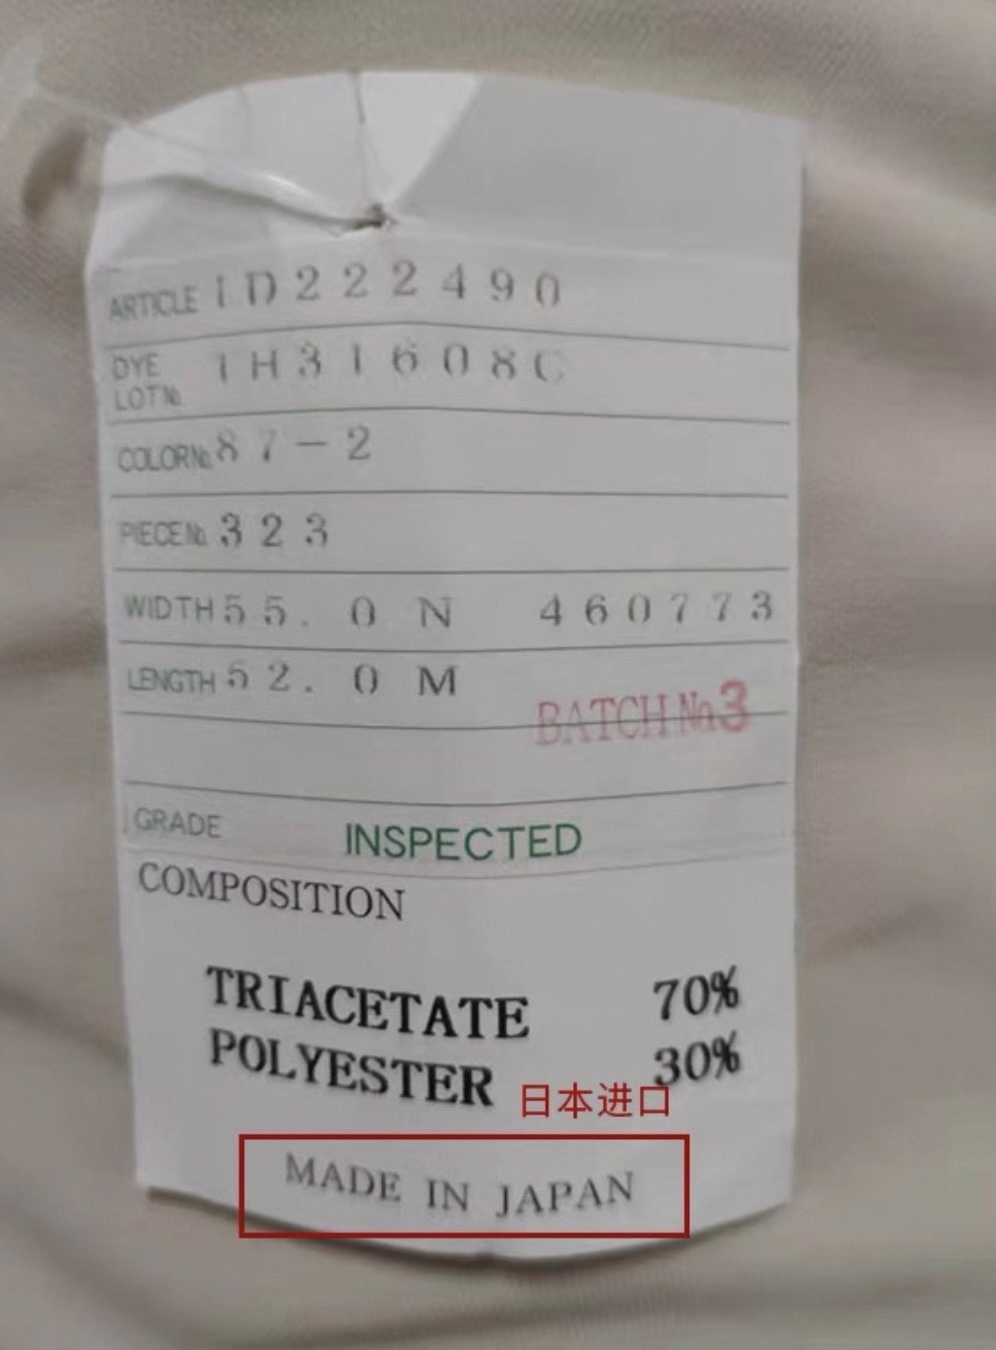 ARTICLE 1D222490
DYE LOT No. 1H31608C
COLOR No. 87-2
PIECE No. 323
WIDTH 55.0 N 460773
LENGTH 52.0 M
BATCH No. 3
GRADE INSPECTED
COMPOSITION
TRIACETATE 70%
POLYESTER 30%
日本进口
MADE IN JAPAN